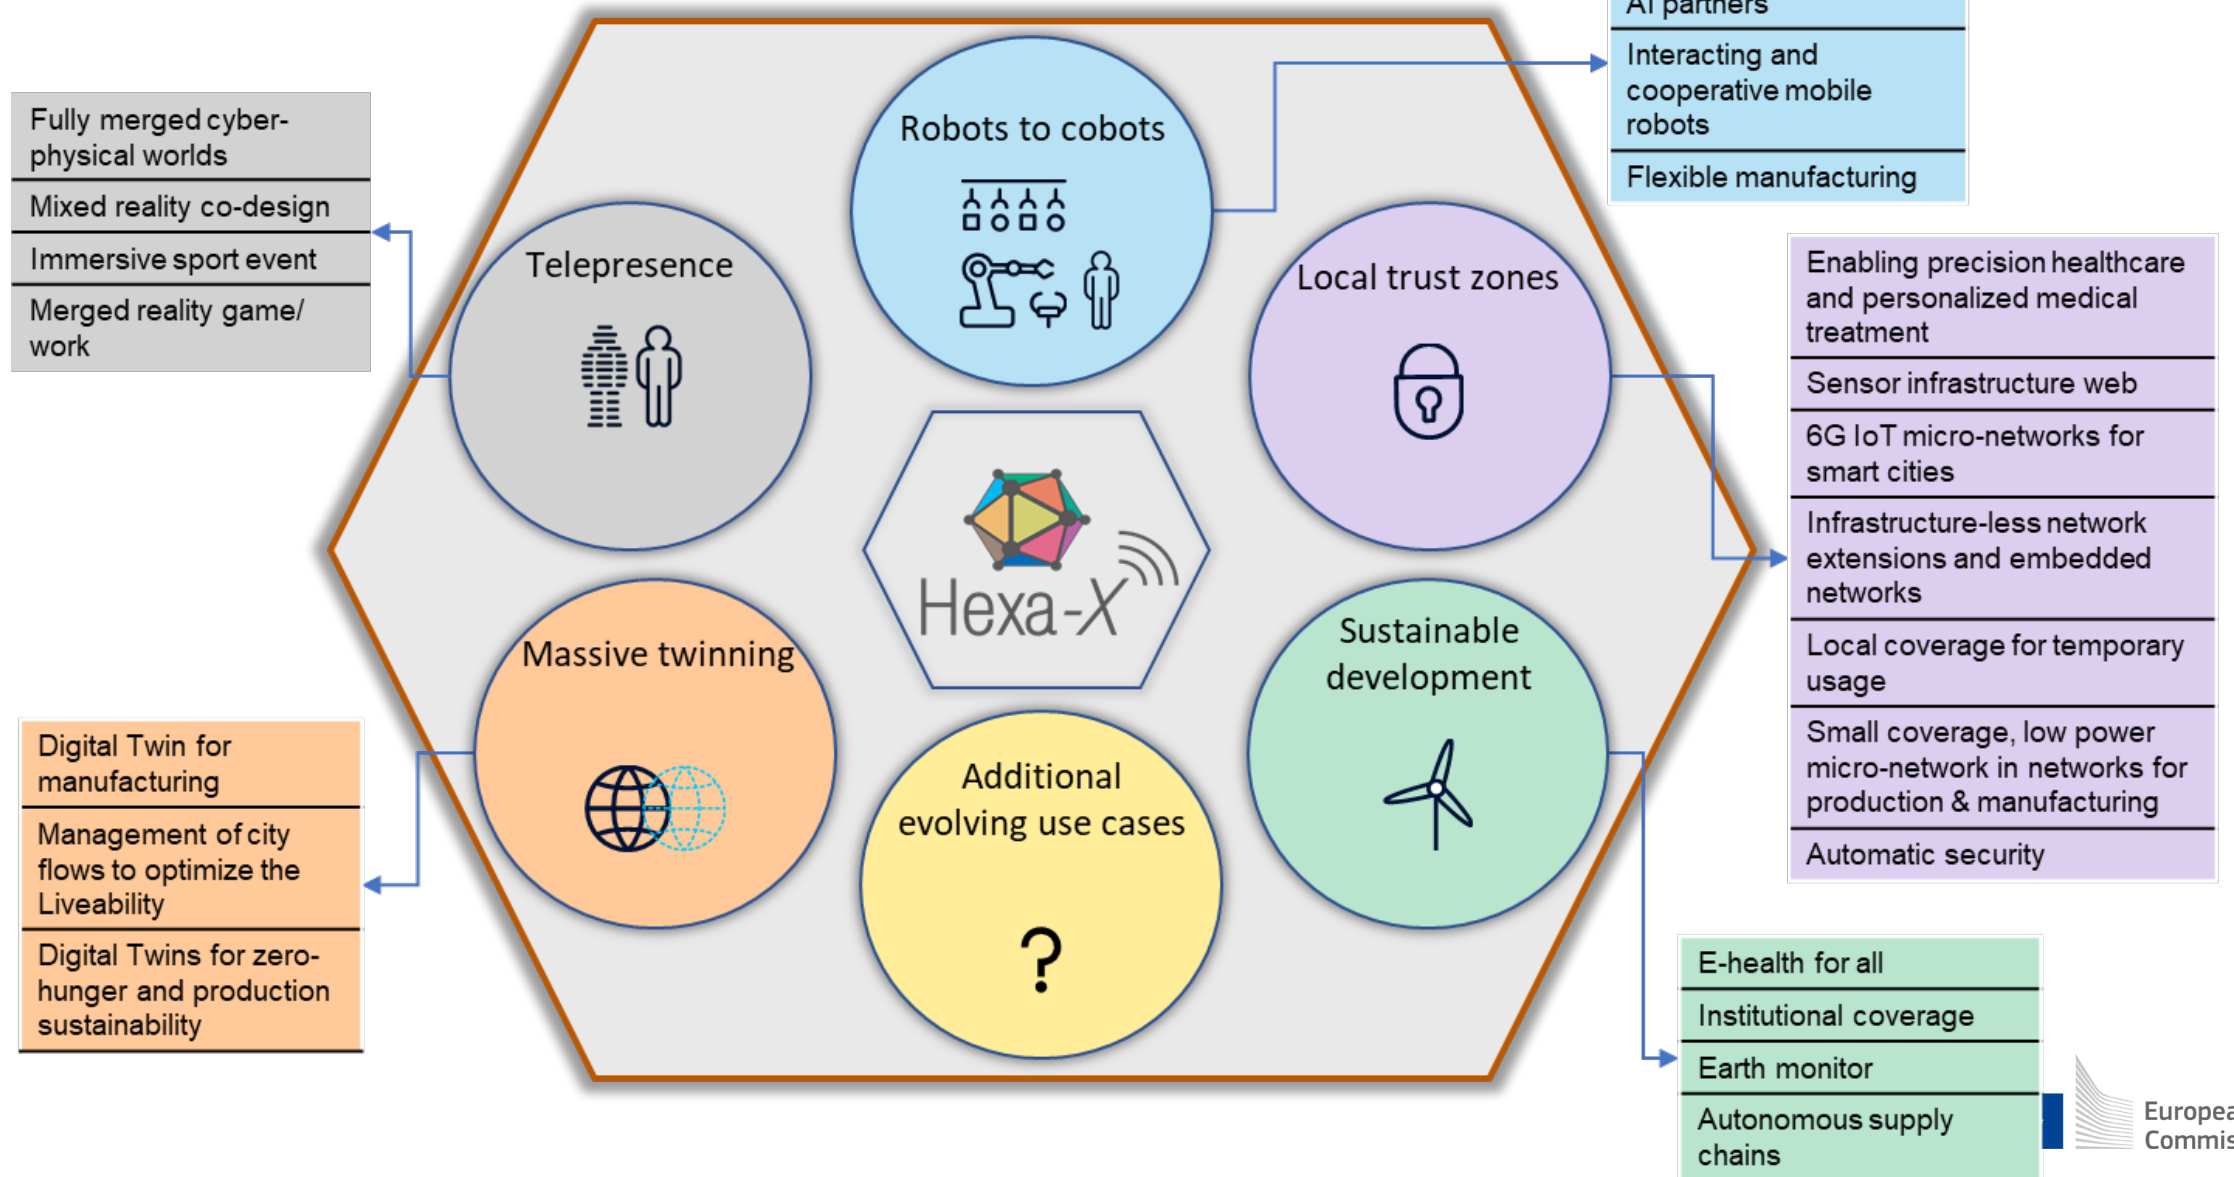 AI partners
Interacting and
cooperative mobile
robots
Flexible manufacturing
Fully merged cyber-
physical worlds
Mixed reality co-design
Immersive sport event
Merged reality game/
work
Robots to cobots
Telepresence
Local trust zones
Enabling precision healthcare
and personalized medical
treatment
Sensor infrastructure web
6G IoT micro-networks for
smart cities
Infrastructure-less network
extensions and embedded
networks
Local coverage for temporary
usage
Small coverage, low power
micro-network in networks for
production & manufacturing
Automatic security
Hexa-X
Massive twinning
Sustainable
development
Additional
evolving use cases
?
Digital Twin for
manufacturing
Management of city
flows to optimize the
Liveability
Digital Twins for zero-
hunger and production
sustainability
E-health for all
Institutional coverage
Earth monitor
Autonomous supply
chains